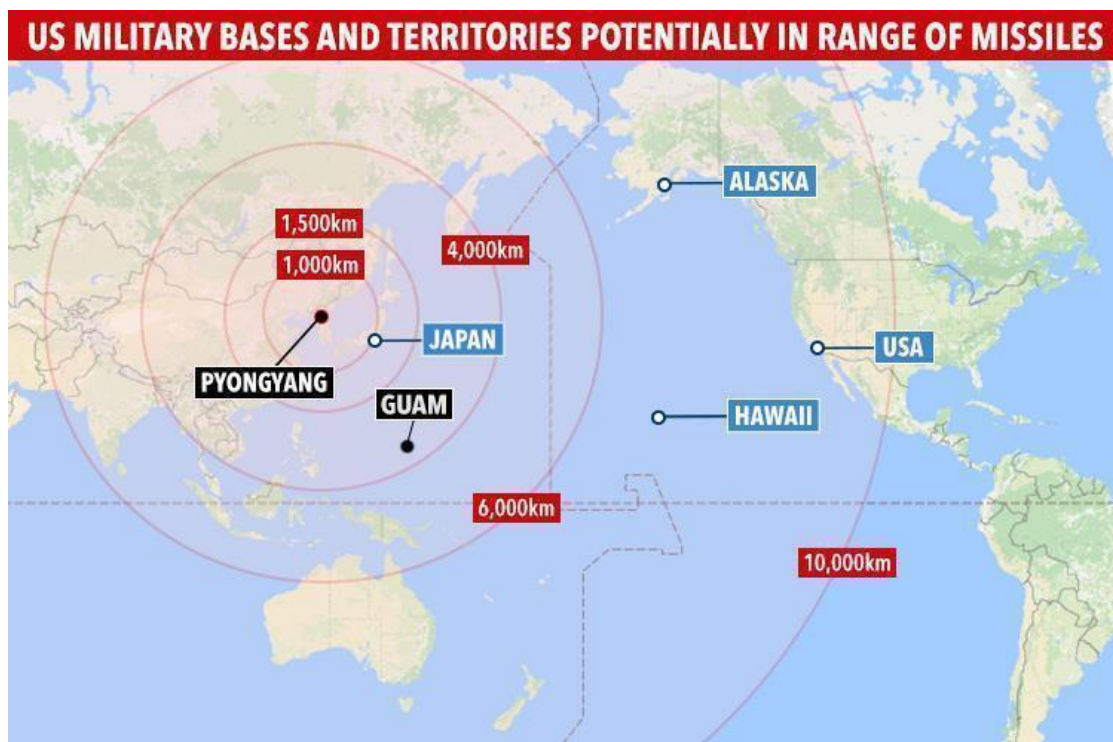 US MILITARY BASES AND TERRITORIES POTENTIALLY IN RANGE OF MISSILES
ALASKA
1,500km
4,000km
1,000km
JAPAN
USA
PYONGYANG
GUAM
HAWAII
6,000km
10,000km